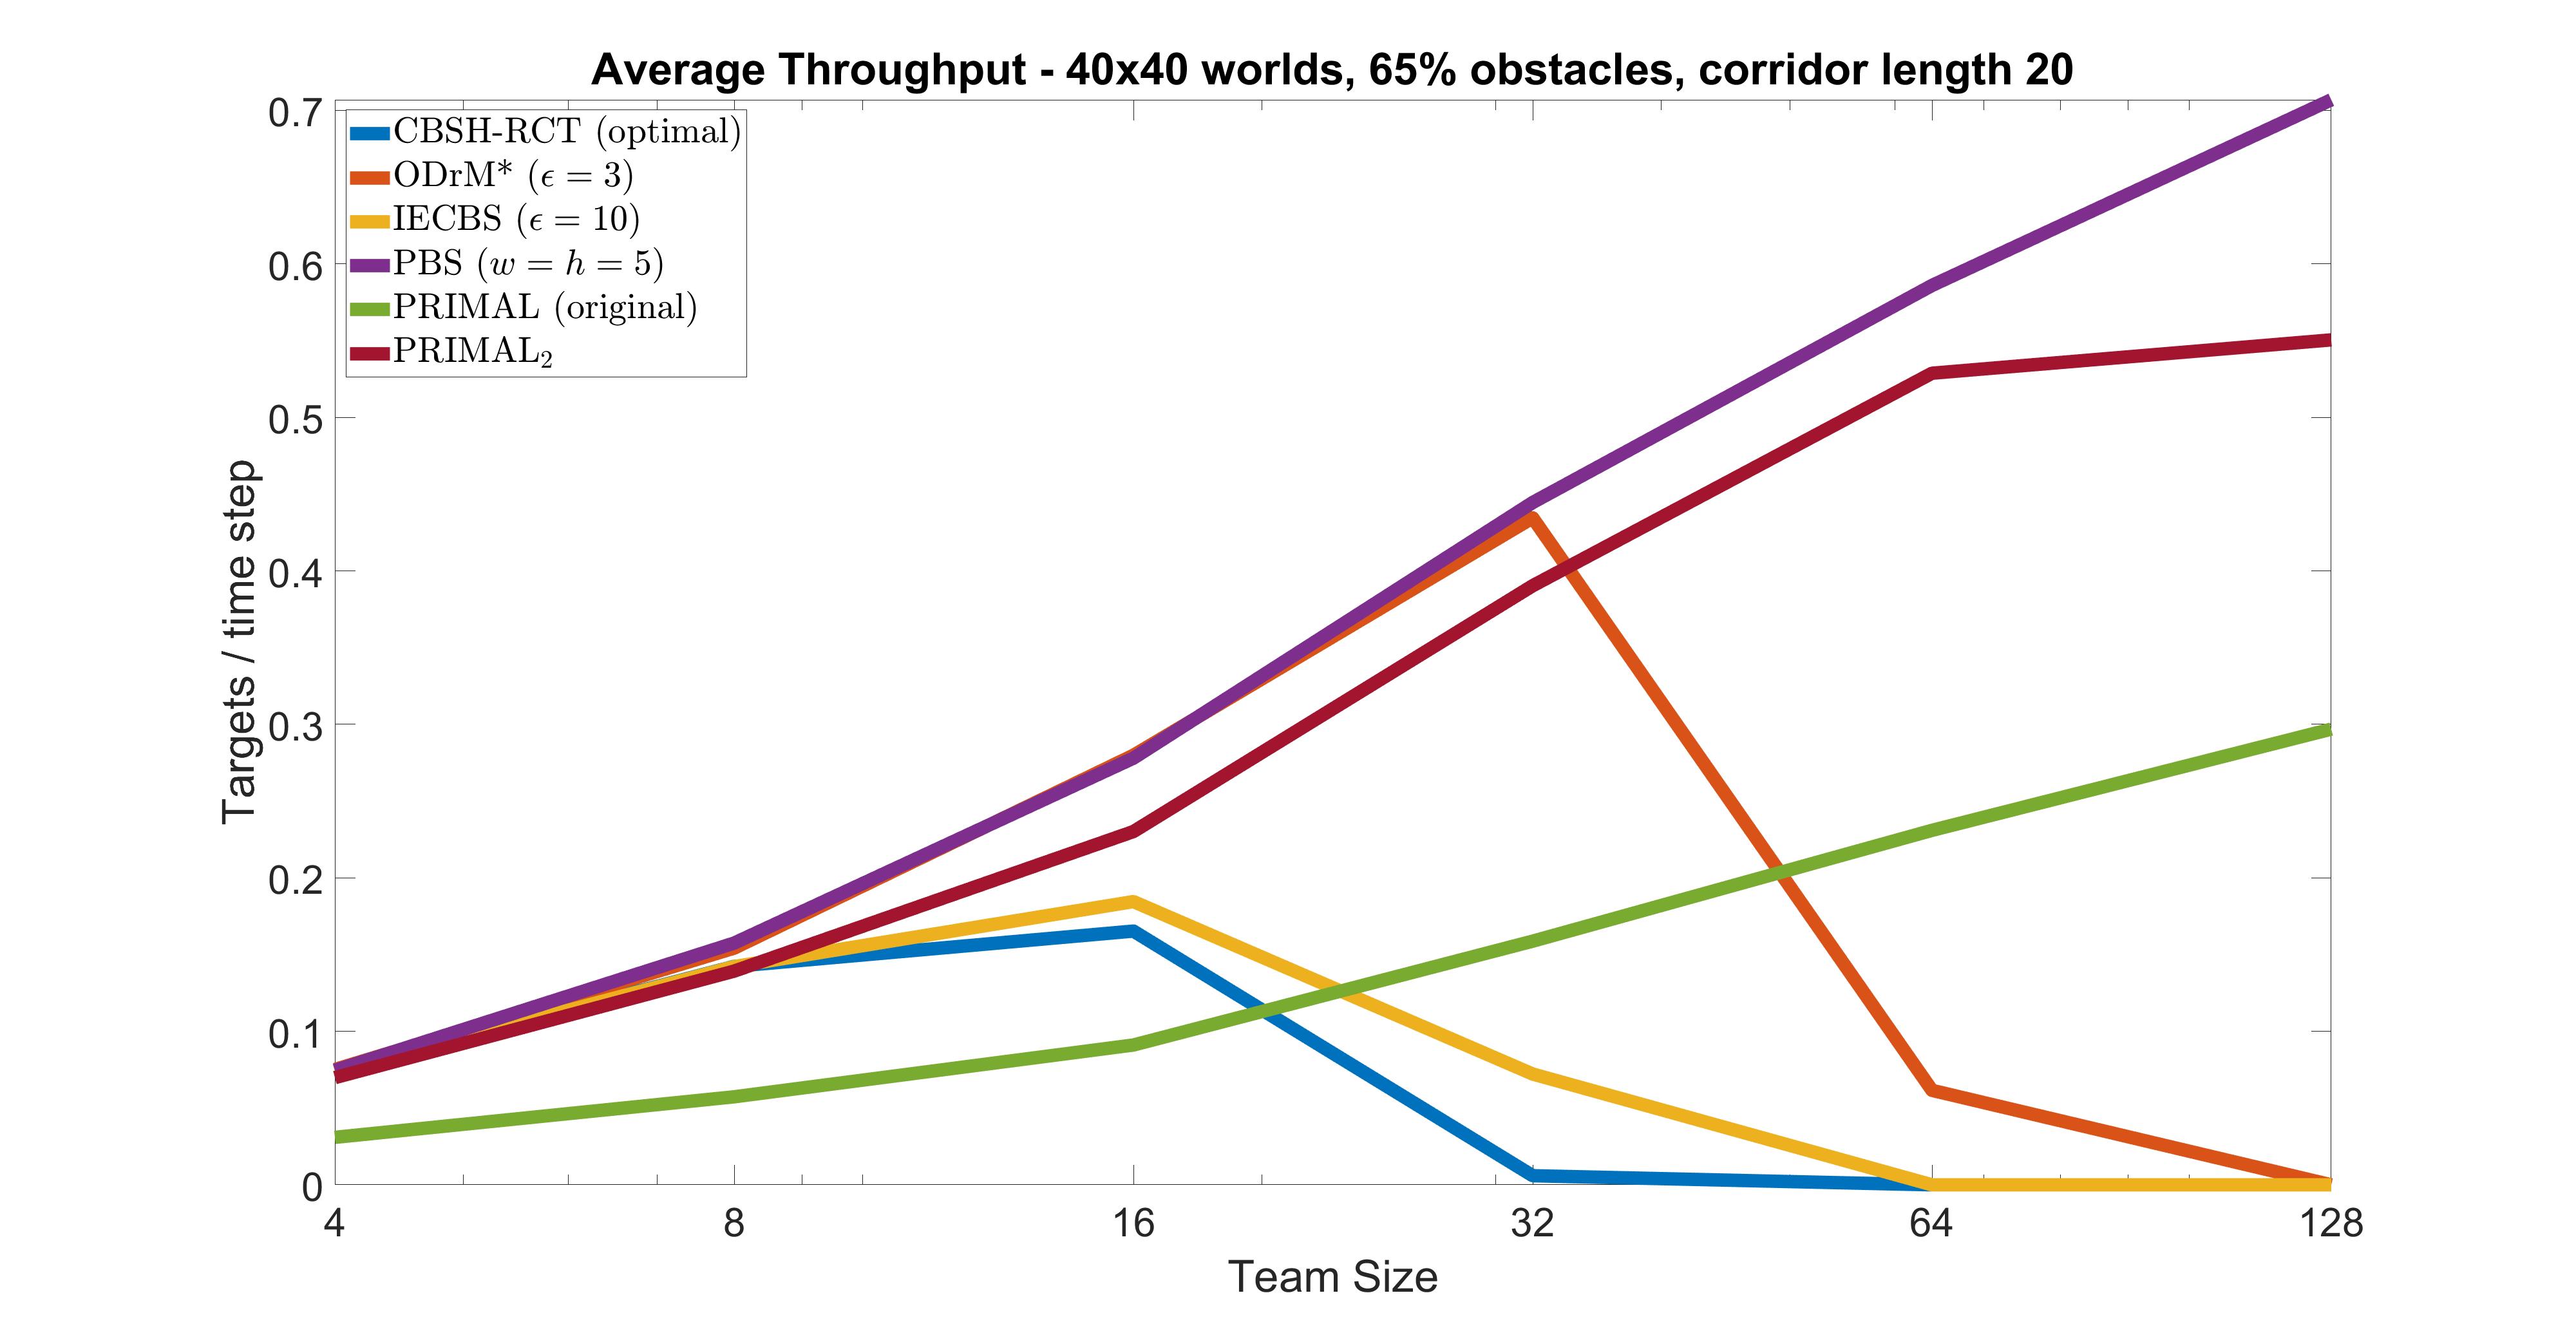 Average Throughput - 40x40 worlds, 65% obstacles, corridor length 20
CBSH-RCT (optimal)
ODrM* (ϵ = 3)
IECBS (ϵ = 10)
PBS (w = h = 5)
PRIMAL (original)
PRIMAL₂
Targets / time step
0.7
0.6
0.5
0.4
0.3
0.2
0.1
0
4 8 16 32 64 128
Team Size